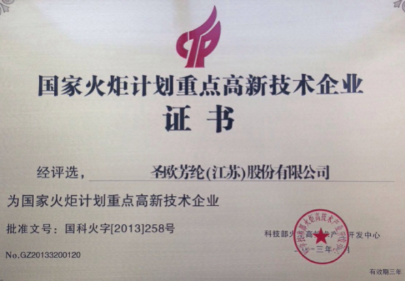 CTP
国家火炬计划重点高新技术企业
证书
经评选， 圣欧芳纶(江苏)股份有限公司
为国家火炬计划重点高新技术企业
批准文号：国科火字[2013]258号
科技部火 高 产 开发中心
一三年
No.GZ20133200120
有效期三年